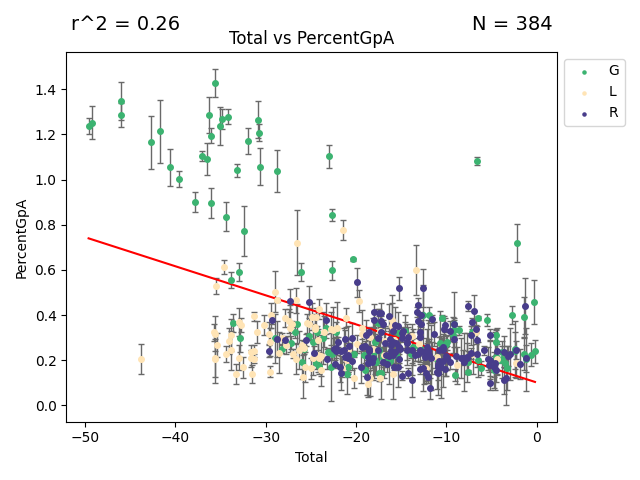 r^2 = 0.26
N = 384
Total vs PercentGpA
G
L
R
1.4
1.2
1.0
0.8
0.6
0.4
0.2
0.0
PercentGpA
−50
−40
−30
−20
−10
0
Total